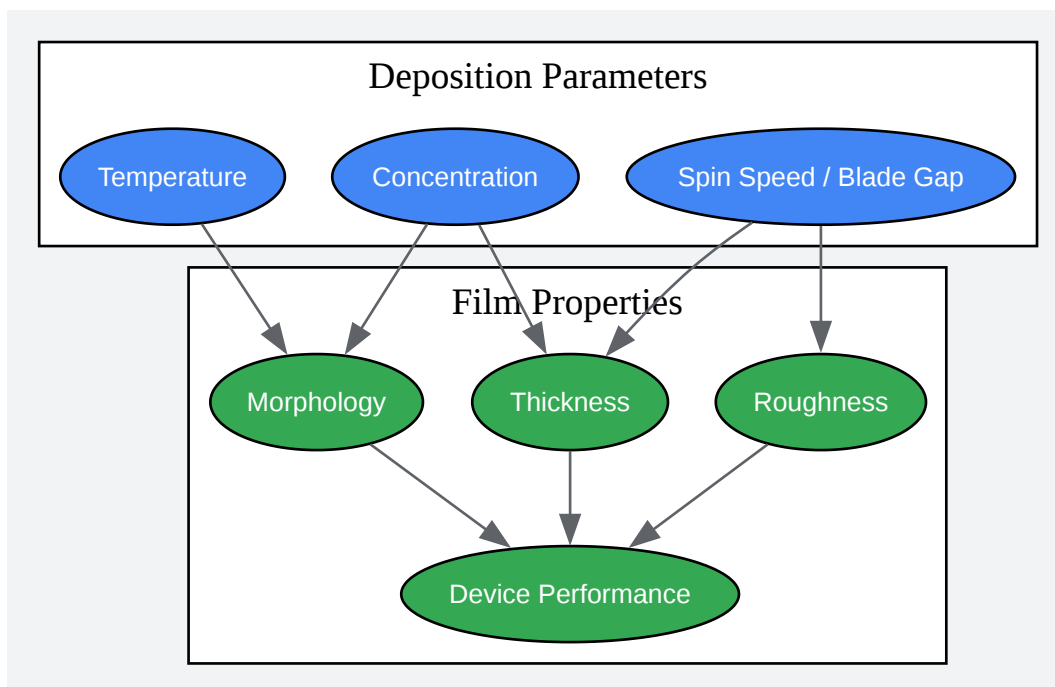 Deposition Parameters
Temperature
Concentration
Spin Speed / Blade Gap
Film Properties
Morphology
Thickness
Roughness
Device Performance